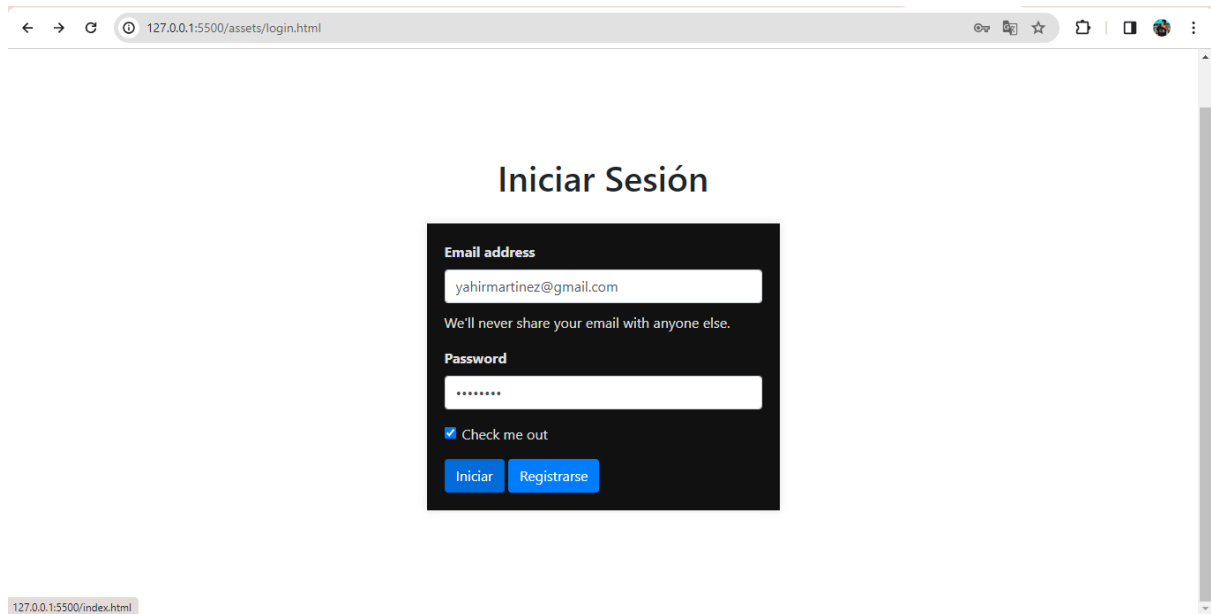 127.0.0.1:5500/assets/login.html
Iniciar Sesión
Email address
yahirmartinez@gmail.com
We'll never share your email with anyone else.
Password
••••••••
Check me out
Iniciar Registrarse
127.0.0.1:5500/index.html